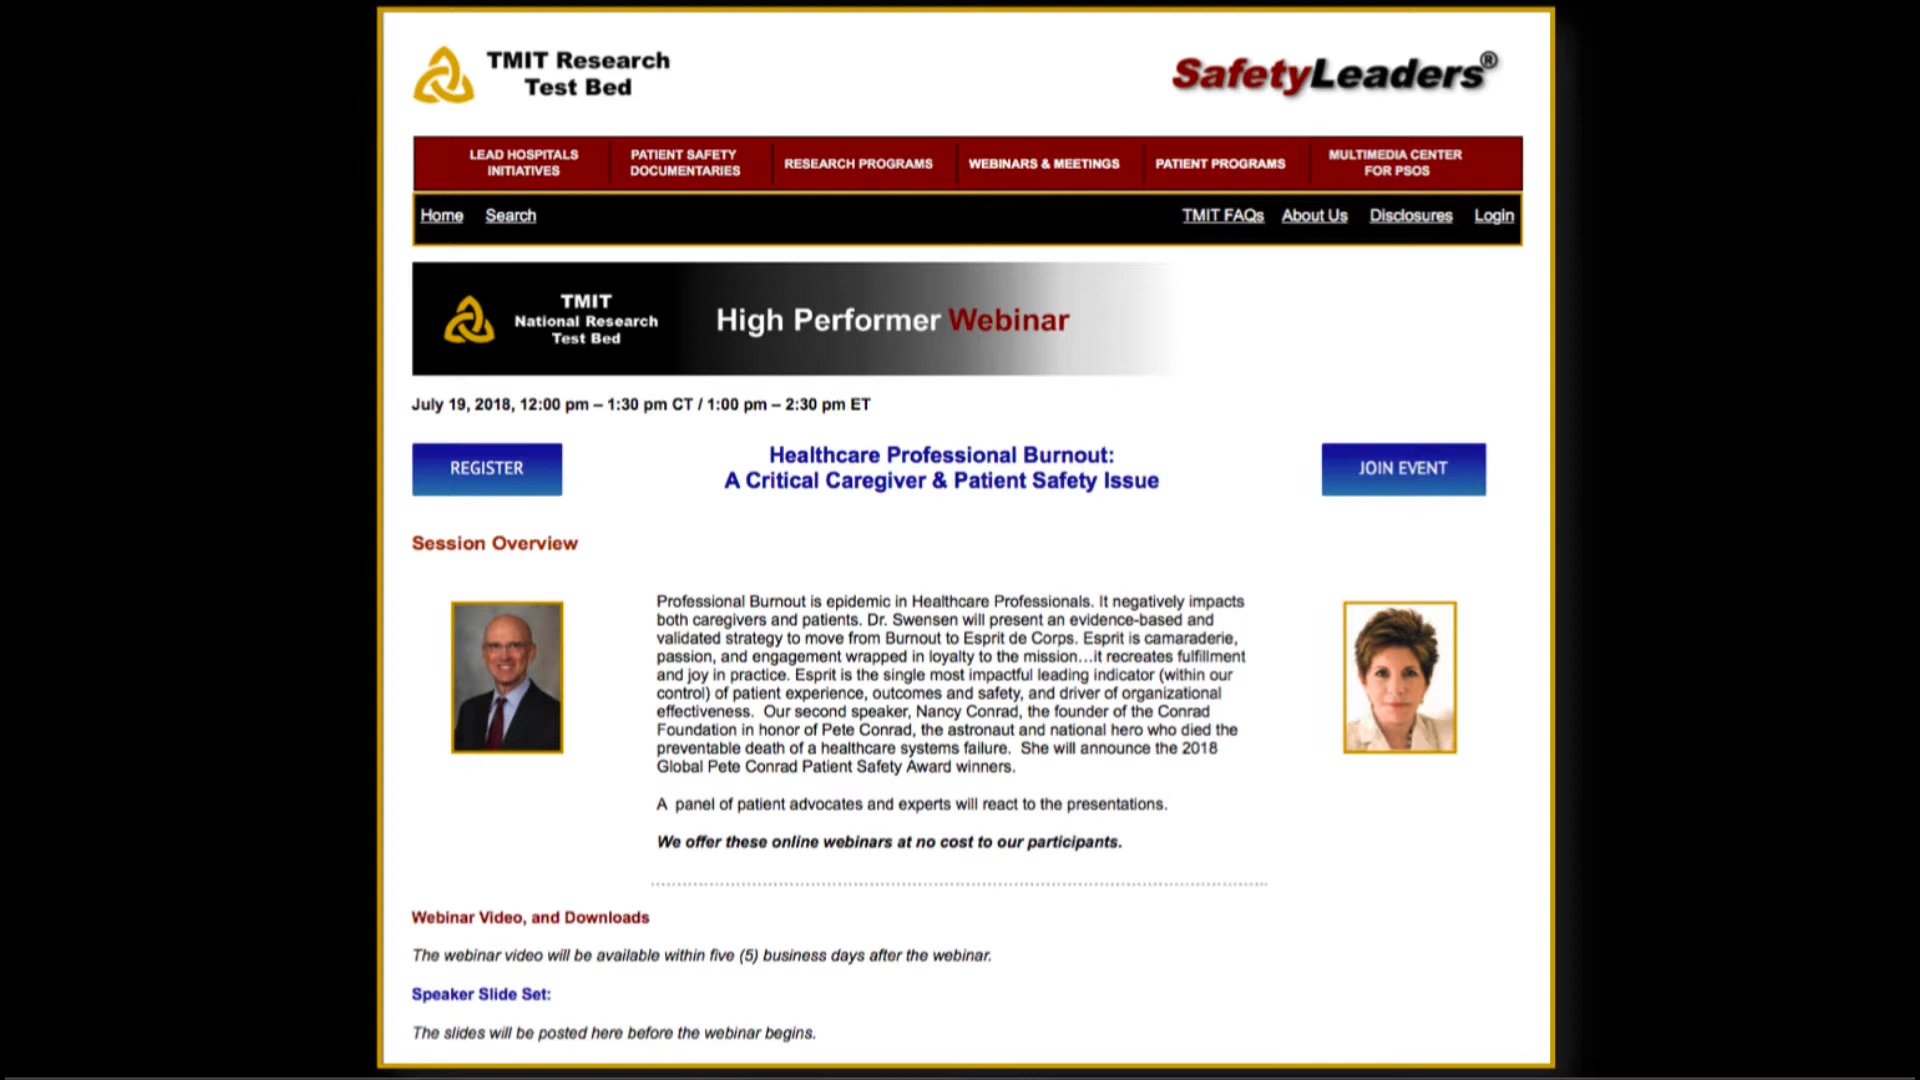 TMIT Research
Test Bed
SafetyLeaders®
LEAD HOSPITALS
INITIATIVES
PATIENT SAFETY
DOCUMENTARIES
RESEARCH PROGRAMS
WEBINARS & MEETINGS
PATIENT PROGRAMS
MULTIMEDIA CENTER
FOR PSOS
Home Search TMIT FAQs About Us Disclosures Login
TMIT
National Research
Test Bed
High Performer Webinar
July 19, 2018, 12:00 pm – 1:30 pm CT / 1:00 pm – 2:30 pm ET
REGISTER
Healthcare Professional Burnout:
A Critical Caregiver & Patient Safety Issue
JOIN EVENT
Session Overview
Professional Burnout is epidemic in Healthcare Professionals. It negatively impacts
both caregivers and patients. Dr. Swensen will present an evidence-based and
validated strategy to move from Burnout to Esprit de Corps. Esprit is camaraderie,
passion, and engagement wrapped in loyalty to the mission…it recreates fulfillment
and joy in practice. Esprit is the single most impactful leading indicator (within our
control) of patient experience, outcomes and safety, and driver of organizational
effectiveness. Our second speaker, Nancy Conrad, the founder of the Conrad
Foundation in honor of Pete Conrad, the astronaut and national hero who died the
preventable death of a healthcare systems failure. She will announce the 2018
Global Pete Conrad Patient Safety Award winners.
A panel of patient advocates and experts will react to the presentations.
We offer these online webinars at no cost to our participants.
Webinar Video, and Downloads
The webinar video will be available within five (5) business days after the webinar.
Speaker Slide Set:
The slides will be posted here before the webinar begins.